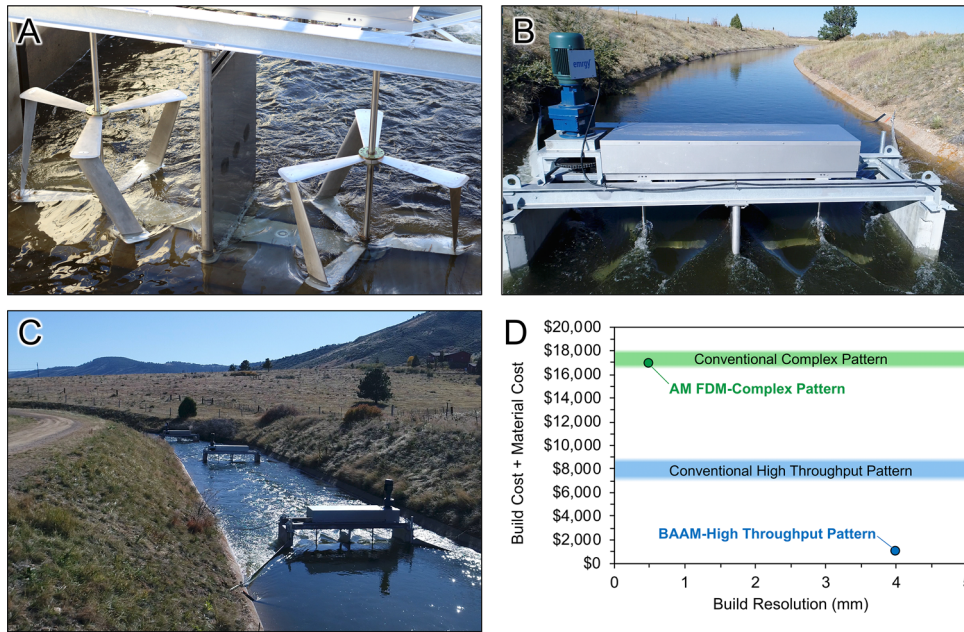 A
B
emrgy
C
D
$20,000
$18,000
$16,000
$14,000
$12,000
$10,000
$8,000
$6,000
$4,000
$2,000
$0
Build Cost + Material Cost
Conventional Complex Pattern
AM FDM-Complex Pattern
Conventional High Throughput Pattern
BAAM-High Throughput Pattern
0 1 2 3 4
Build Resolution (mm)